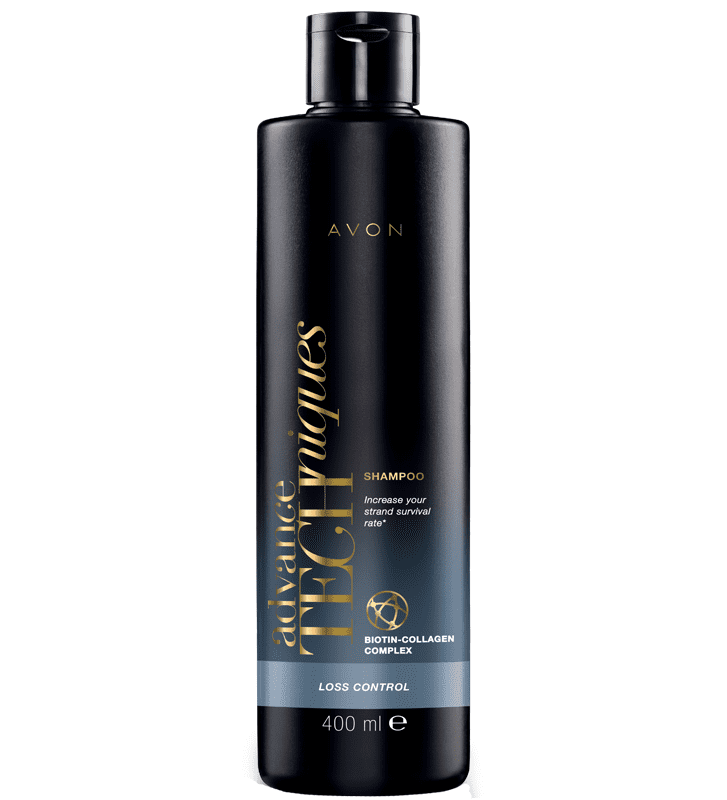 AVON
advance
TECHniques
SHAMPOO
Increase your
strand survival
rate*
BIOTIN-COLLAGEN
COMPLEX
LOSS CONTROL
400 ml ℮